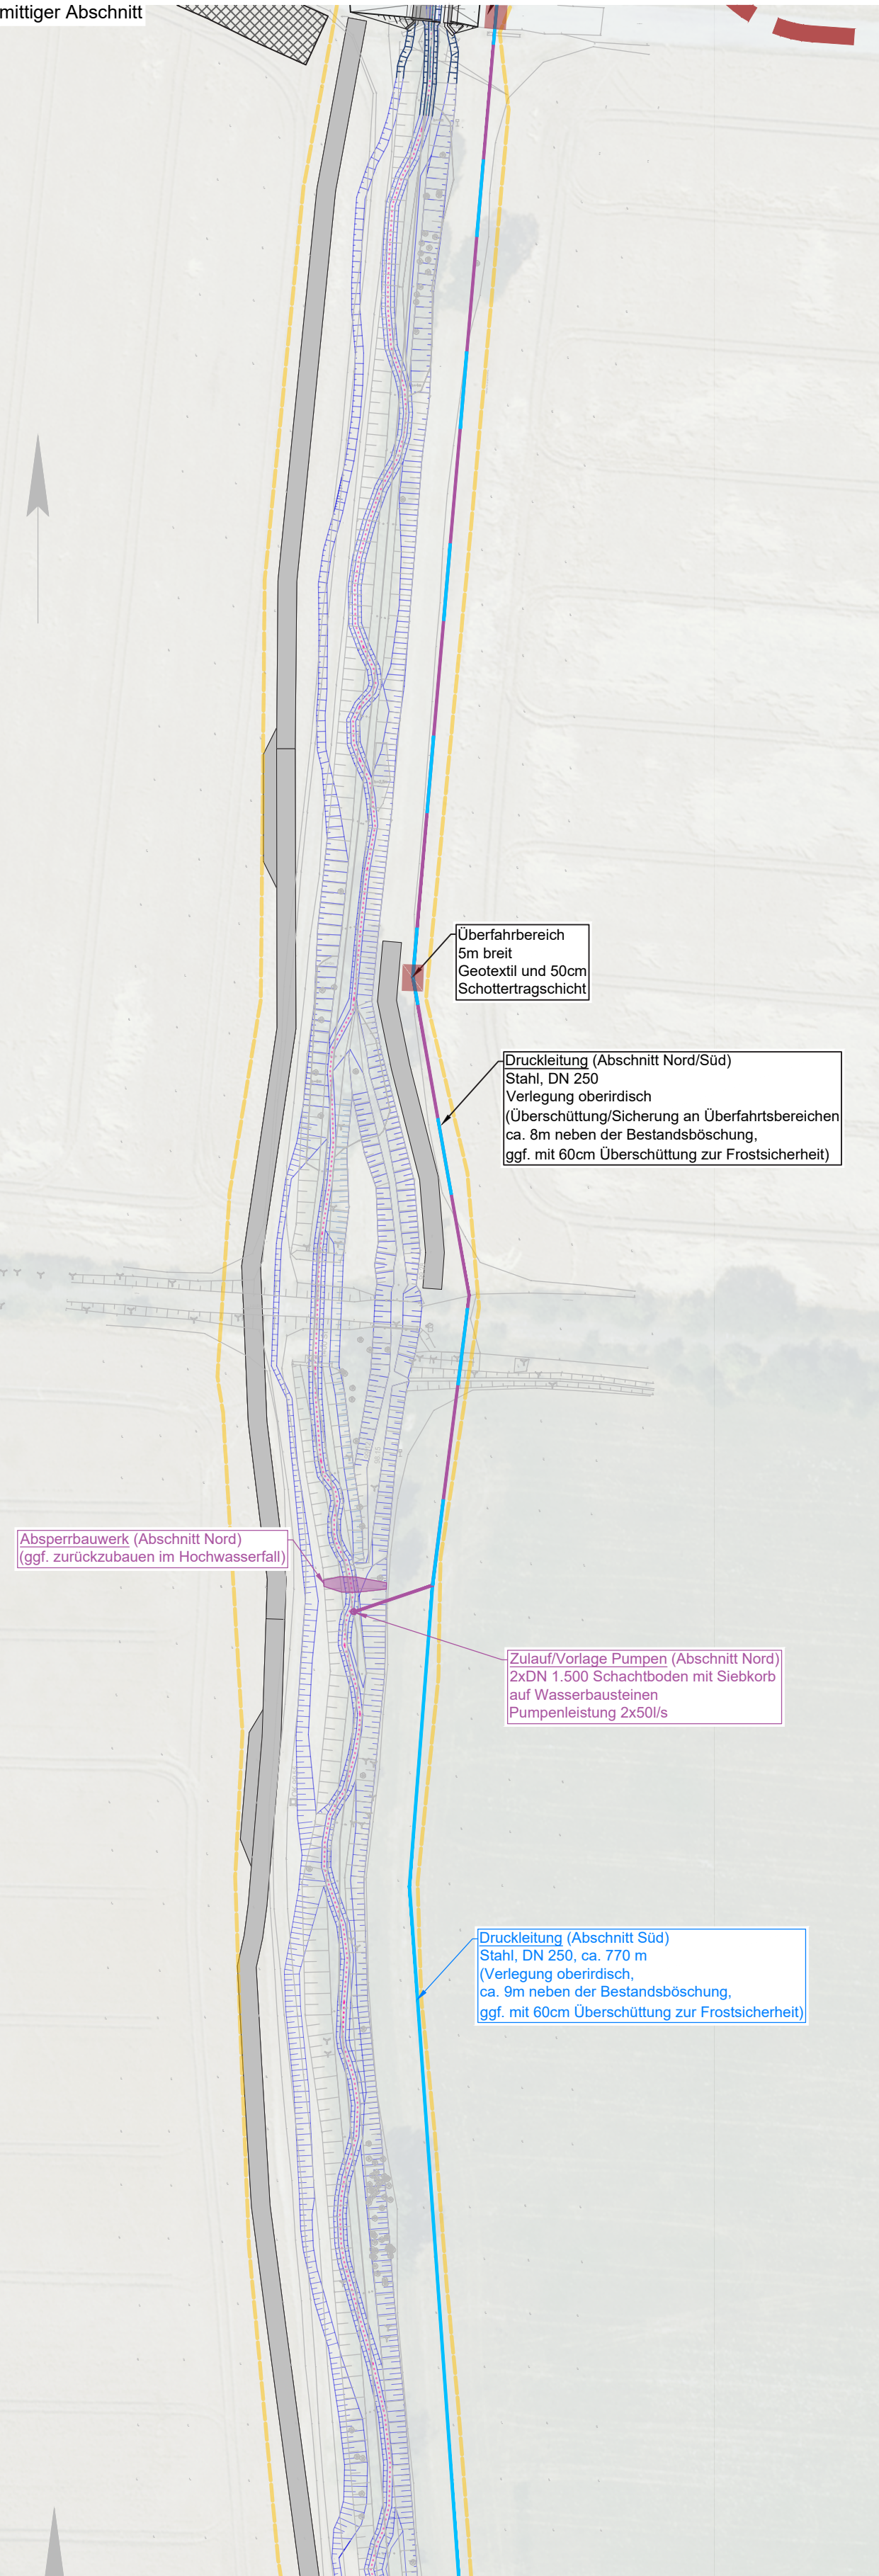 mittiger Abschnitt
Überfahrbereich
5m breit
Geotextil und 50cm
Schottertragschicht
Druckleitung (Abschnitt Nord/Süd)
Stahl, DN 250
Verlegung oberirdisch
(Überschüttung/Sicherung an Überfahrtsbereichen
ca. 8m neben der Bestandsböschung,
ggf. mit 60cm Überschüttung zur Frostsicherheit)
Absperrbauwerk (Abschnitt Nord)
(ggf. zurückzubauen im Hochwasserfall)
Zulauf/Vorlage Pumpen (Abschnitt Nord)
2xDN 1.500 Schachtboden mit Siebkorb
auf Wasserbausteinen
Pumpenleistung 2x50l/s
Druckleitung (Abschnitt Süd)
Stahl, DN 250, ca. 770 m
(Verlegung oberirdisch,
ca. 9m neben der Bestandsböschung,
ggf. mit 60cm Überschüttung zur Frostsicherheit)